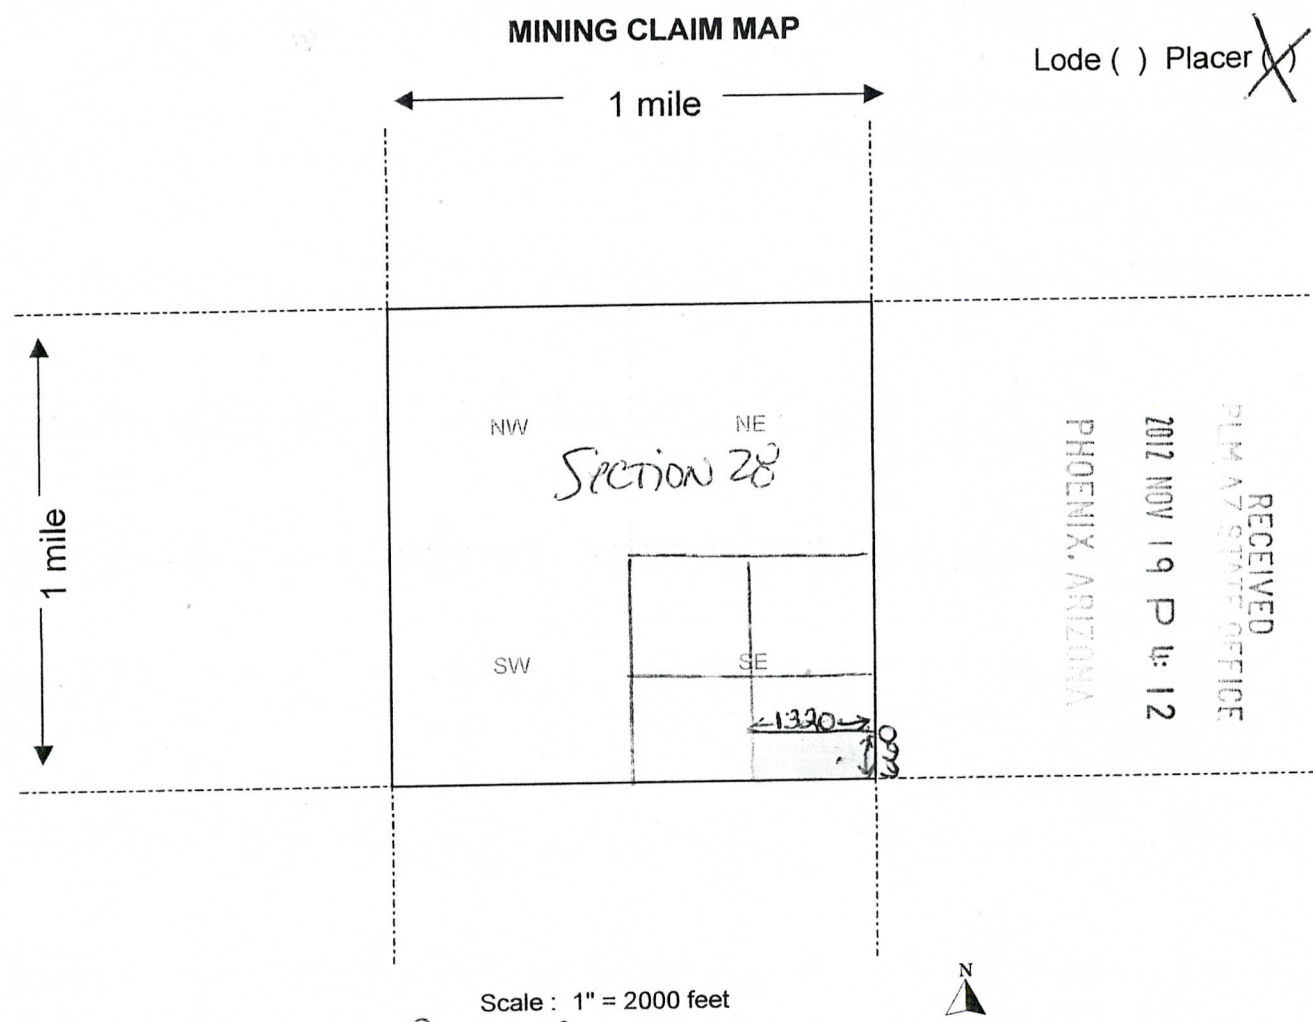 MINING CLAIM MAP
Lode ( ) Placer (X)
1 mile
1 mile
NW
NE
SECTION 28
SW
SE
1320
660
RECEIVED
BLM AZ STATE OFFICE
2012 NOV 19 P 4: 12
PHOENIX, ARIZONA
N
Scale : 1" = 2000 feet